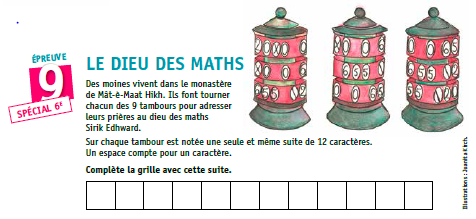 ÉPREUVE
9
SPÉCIAL 6e
LE DIEU DES MATHS
Des moines vivent dans le monastère
de Mât-é-Maat Hikh. Ils font tourner
chacun des 9 tambours pour adresser
leurs prières au dieu des maths
Sirik Edhward.
Sur chaque tambour est notée une seule et même suite de 12 caractères.
Un espace compte pour un caractère.
Complète la grille avec cette suite.